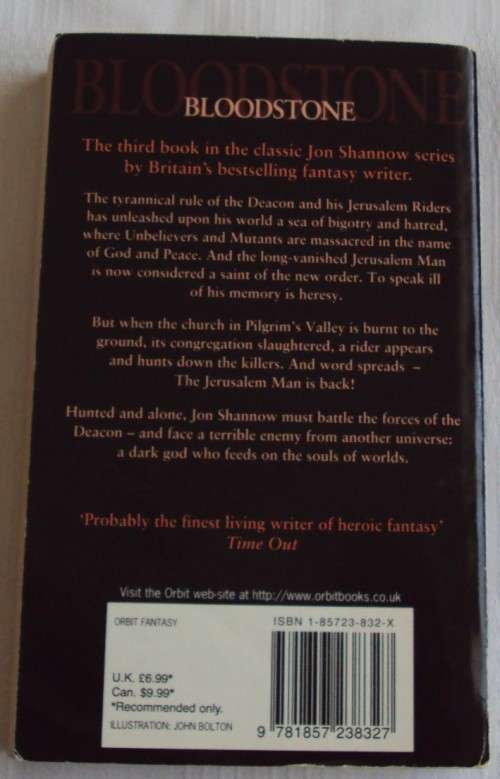 BLOODSTONE
BLOODSTONE
The third book in the classic Jon Shannow series
by Britain's bestselling fantasy writer.
The tyrannical rule of the Deacon and his Jerusalem Riders
has unleashed upon his world a sea of bigotry and hatred,
where Unbelievers and Mutants are massacred in the name
of God and Peace. And the long-vanished Jerusalem Man
is now considered a saint of the new order. To speak ill
of his memory is heresy.
But when the church in Pilgrim's Valley is burnt to the
ground, its congregation slaughtered, a rider appears
and hunts down the killers. And word spreads –
The Jerusalem Man is back!
Hunted and alone, Jon Shannow must battle the forces of the
Deacon – and face a terrible enemy from another universe:
a dark god who feeds on the souls of worlds.
'Probably the finest living writer of heroic fantasy'
Time Out
Visit the Orbit web-site at http://www.orbitbooks.co.uk
ORBIT FANTASY
ISBN 1-85723-832-X
U.K. £6.99*
Can. $9.99*
*Recommended only.
ILLUSTRATION: JOHN BOLTON
9 781857 238327